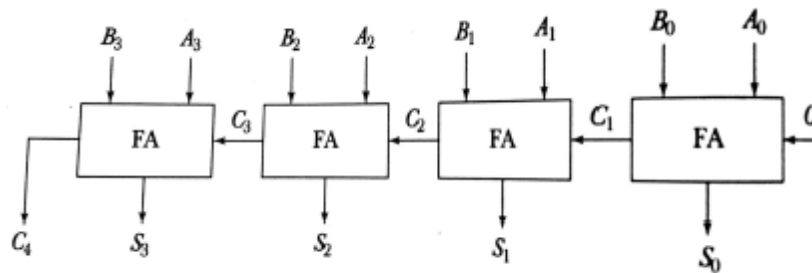 B₃ A₃ B₂ A₂ B₁ A₁ B₀ A₀
FA C₃ FA C₂ FA C₁ FA C
C₄ S₃ S₂ S₁ S₀